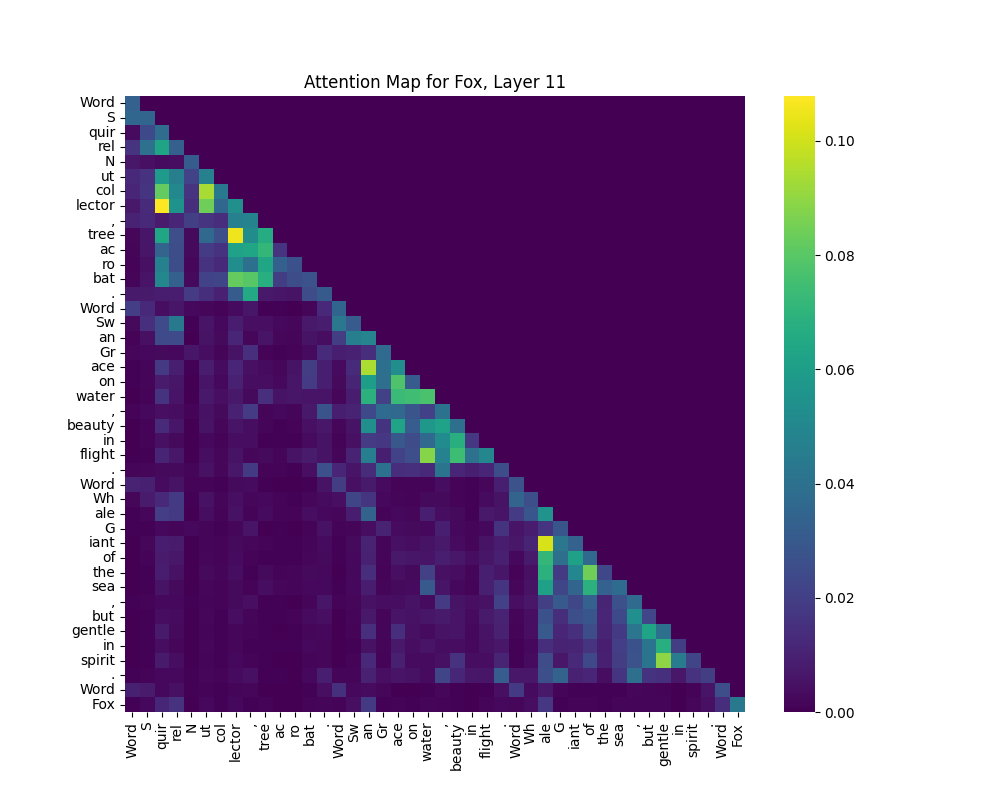 Attention Map for Fox, Layer 11
Word
S
quir
rel
N
ut
col
lector
,
tree
ac
ro
bat
.
Word
Sw
an
Gr
ace
on
water
,
beauty
in
flight
.
Word
Wh
ale
G
iant
of
the
sea
,
but
gentle
in
spirit
.
Word
Fox
0.10
0.08
0.06
0.04
0.02
0.00
Word
S
quir
rel
N
ut
col
lector
,
tree
ac
ro
bat
.
Word
Sw
an
Gr
ace
on
water
,
beauty
in
flight
.
Word
Wh
ale
G
iant
of
the
sea
,
but
gentle
in
spirit
.
Word
Fox